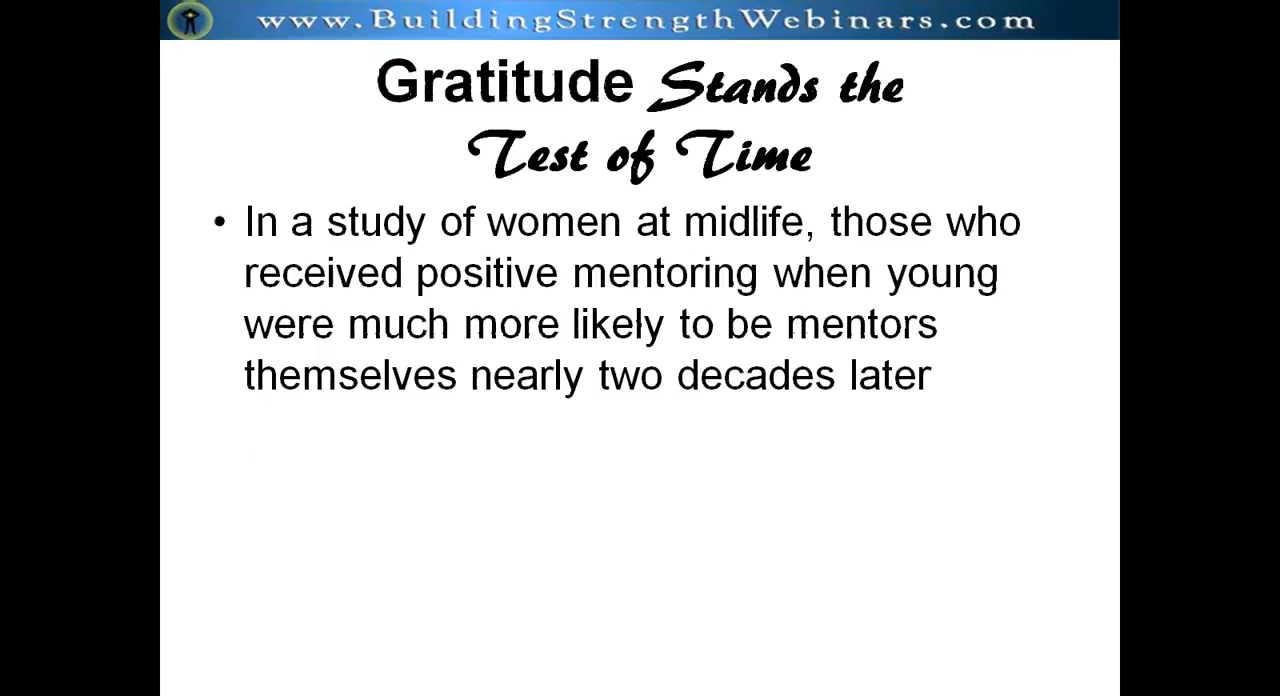 www.BuildingStrengthWebinars.com
Gratitude Stands the
Test of Time
• In a study of women at midlife, those who
received positive mentoring when young
were much more likely to be mentors
themselves nearly two decades later